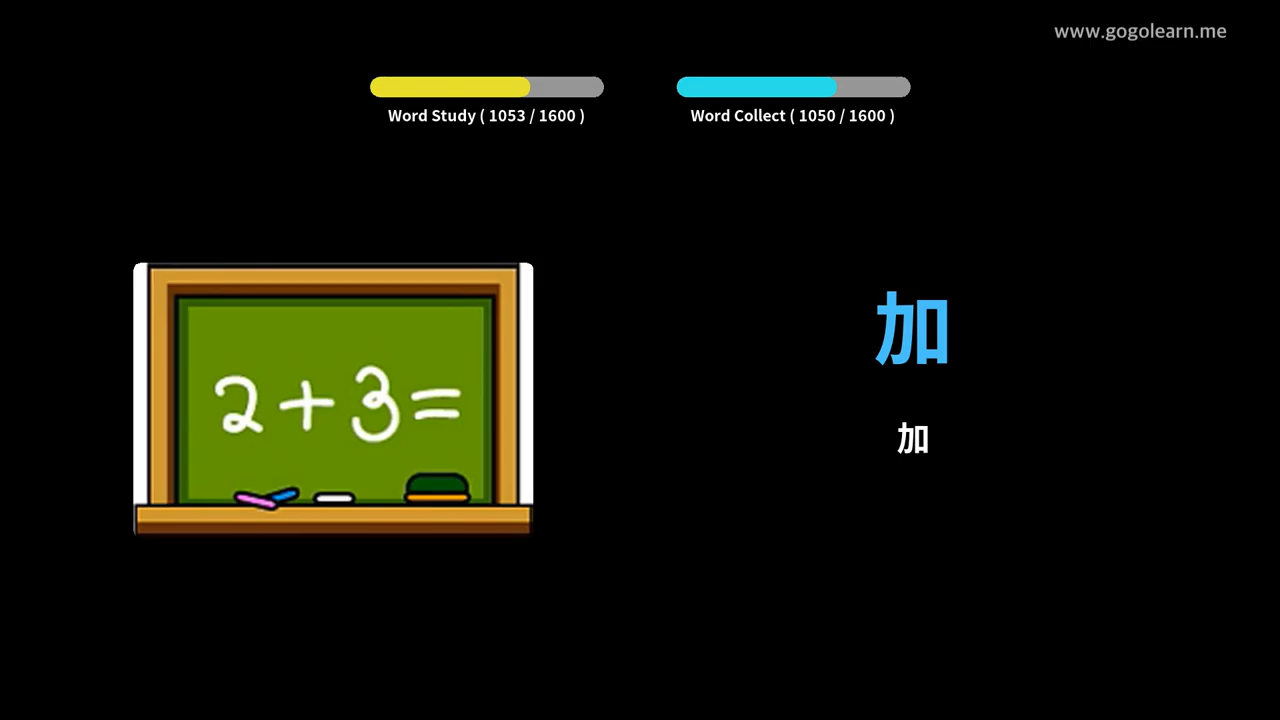 www.gogolearn.me
Word Study ( 1053 / 1600 )
Word Collect ( 1050 / 1600 )
2+3=
加
加